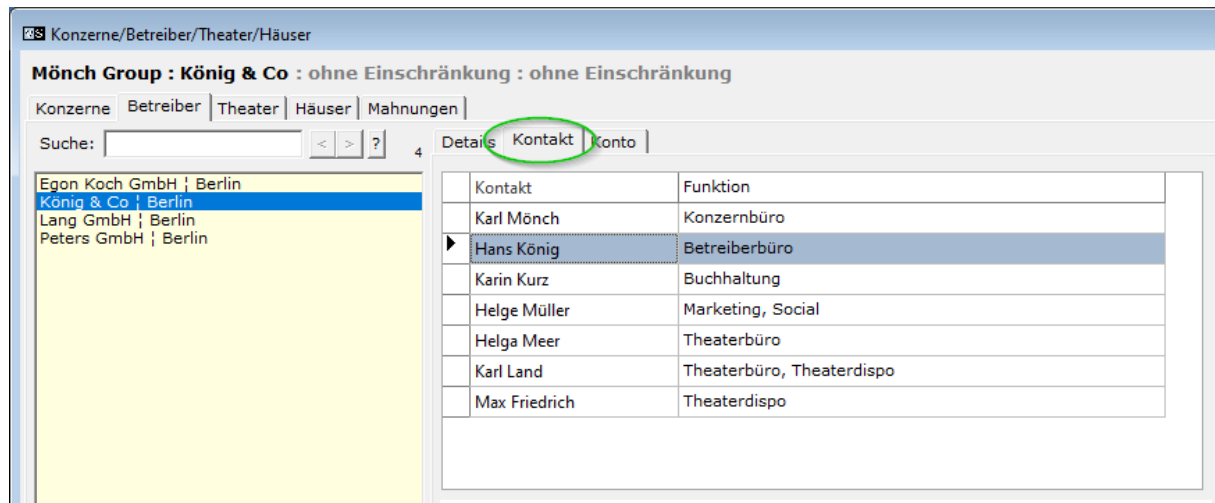 Konzerne/Betreiber/Theater/Häuser
Mönch Group : König & Co : ohne Einschränkung : ohne Einschränkung
Konzerne Betreiber Theater Häuser Mahnungen
Suche: < > ? 4
Details Kontakt Konto
Egon Koch GmbH ¦ Berlin
König & Co ¦ Berlin
Lang GmbH ¦ Berlin
Peters GmbH ¦ Berlin
Kontakt Funktion
Karl Mönch Konzernbüro
Hans König Betreiberbüro
Karin Kurz Buchhaltung
Helge Müller Marketing, Social
Helga Meer Theaterbüro
Karl Land Theaterbüro, Theaterdispo
Max Friedrich Theaterdispo